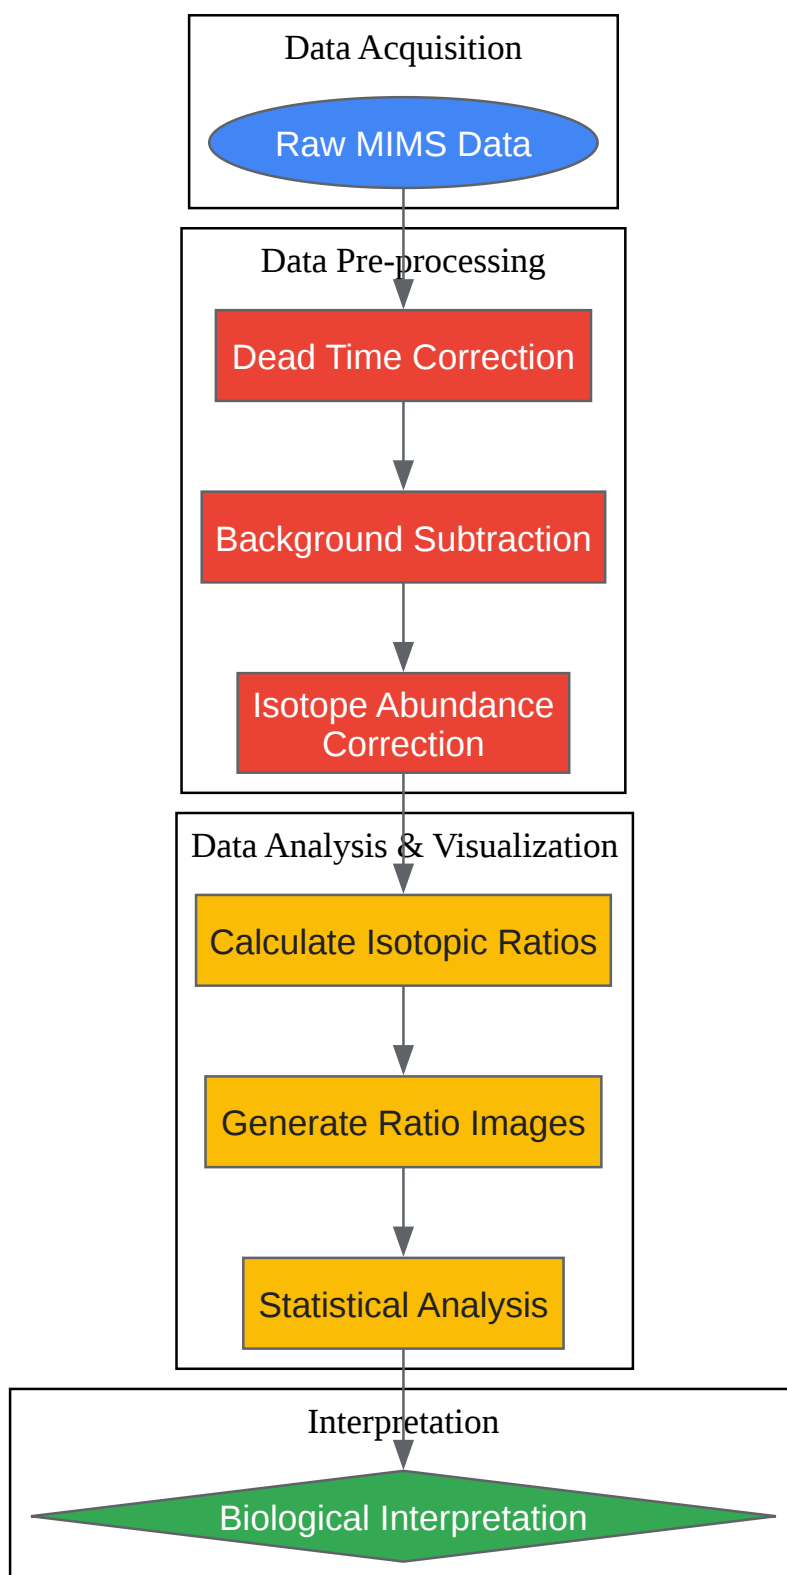 Data Acquisition
Raw MIMS Data
Data Pre-processing
Dead Time Correction
Background Subtraction
Isotope Abundance
Correction
Data Analysis & Visualization
Calculate Isotopic Ratios
Generate Ratio Images
Statistical Analysis
Interpretation
Biological Interpretation